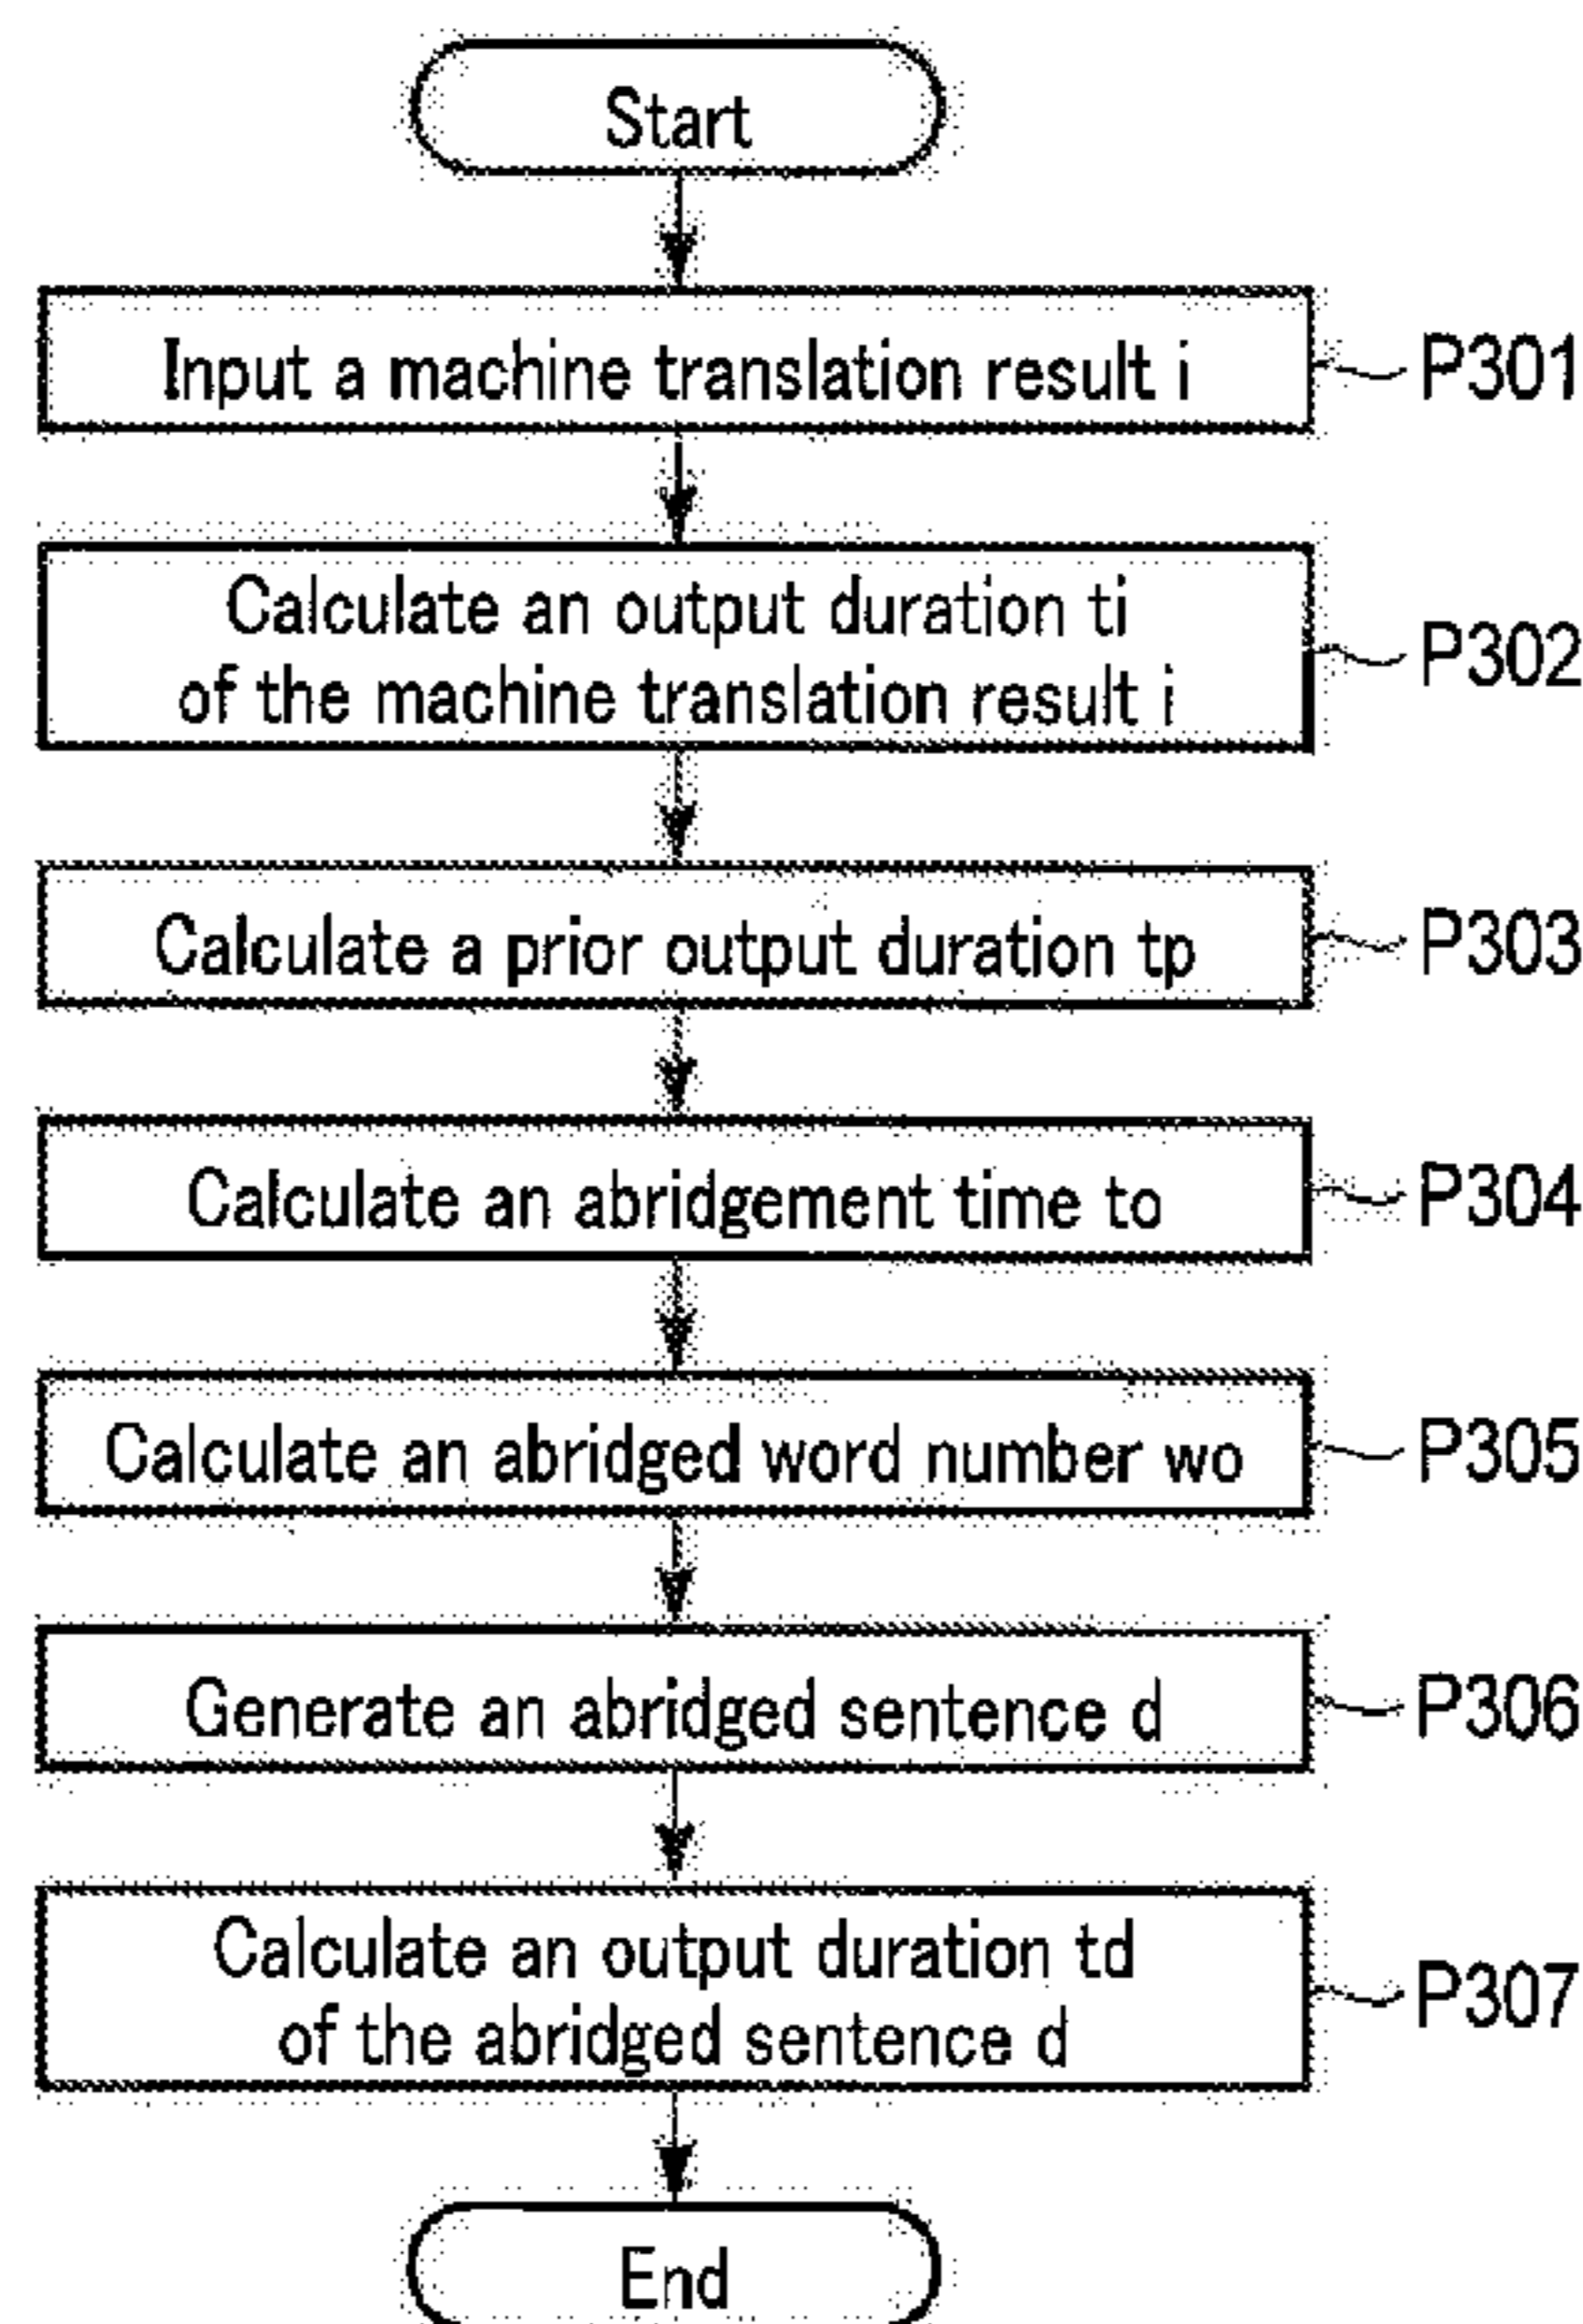 Start
Input a machine translation result i
P301
Calculate an output duration ti
of the machine translation result i
P302
Calculate a prior output duration tp
P303
Calculate an abridgement time to
P304
Calculate an abridged word number wo
P305
Generate an abridged sentence d
P306
Calculate an output duration td
of the abridged sentence d
P307
End